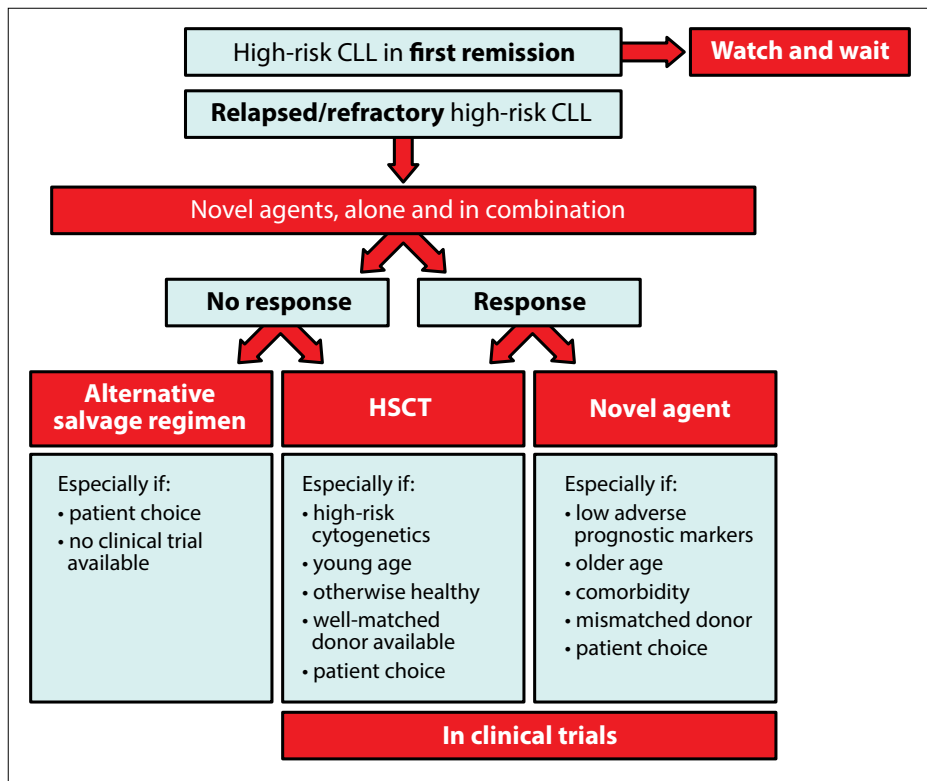 High-risk CLL in first remission
Watch and wait
Relapsed/refractory high-risk CLL
Novel agents, alone and in combination
No response
Response
Alternative
salvage regimen
Especially if:
• patient choice
• no clinical trial
available
HSCT
Especially if:
• high-risk
cytogenetics
• young age
• otherwise healthy
• well-matched
donor available
• patient choice
Novel agent
Especially if:
• low adverse
prognostic markers
• older age
• comorbidity
• mismatched donor
• patient choice
In clinical trials